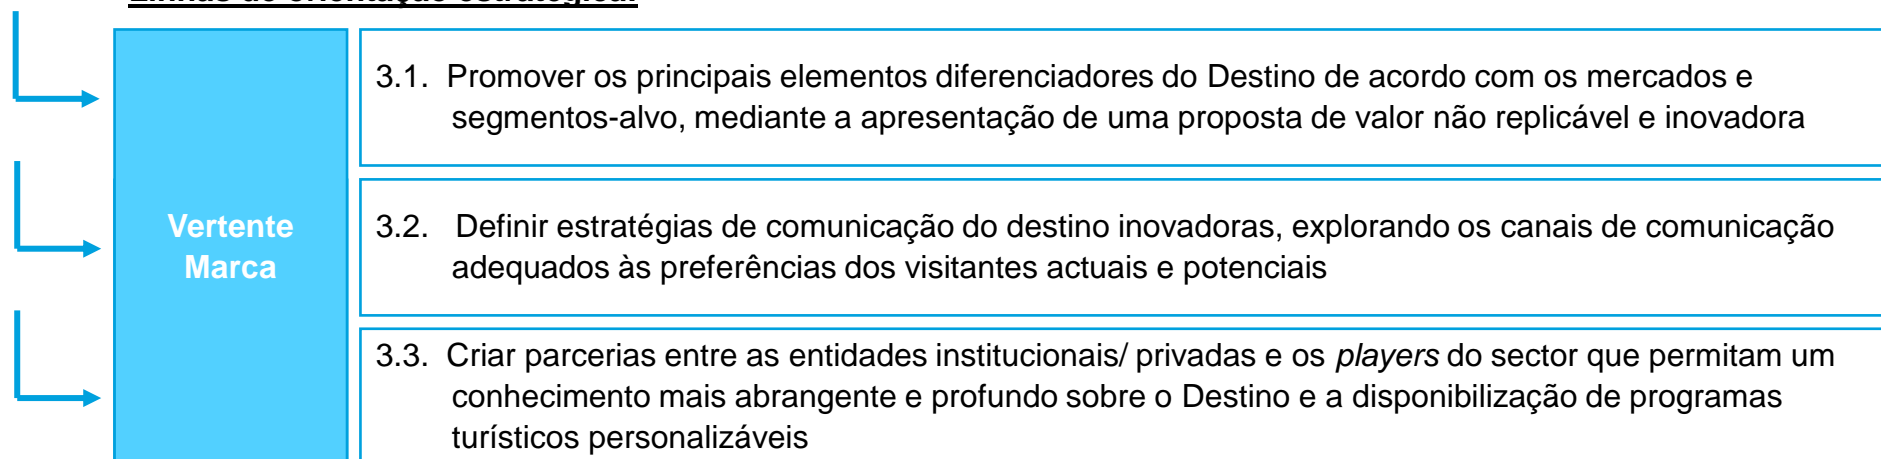 Linhas de orientação estratégica:
3.1. Promover os principais elementos diferenciadores do Destino de acordo com os mercados e
segmentos-alvo, mediante a apresentação de uma proposta de valor não replicável e inovadora
Vertente
Marca
3.2. Definir estratégias de comunicação do destino inovadoras, explorando os canais de comunicação
adequados às preferências dos visitantes actuais e potenciais
3.3. Criar parcerias entre as entidades institucionais/ privadas e os players do sector que permitam um
conhecimento mais abrangente e profundo sobre o Destino e a disponibilização de programas
turísticos personalizáveis